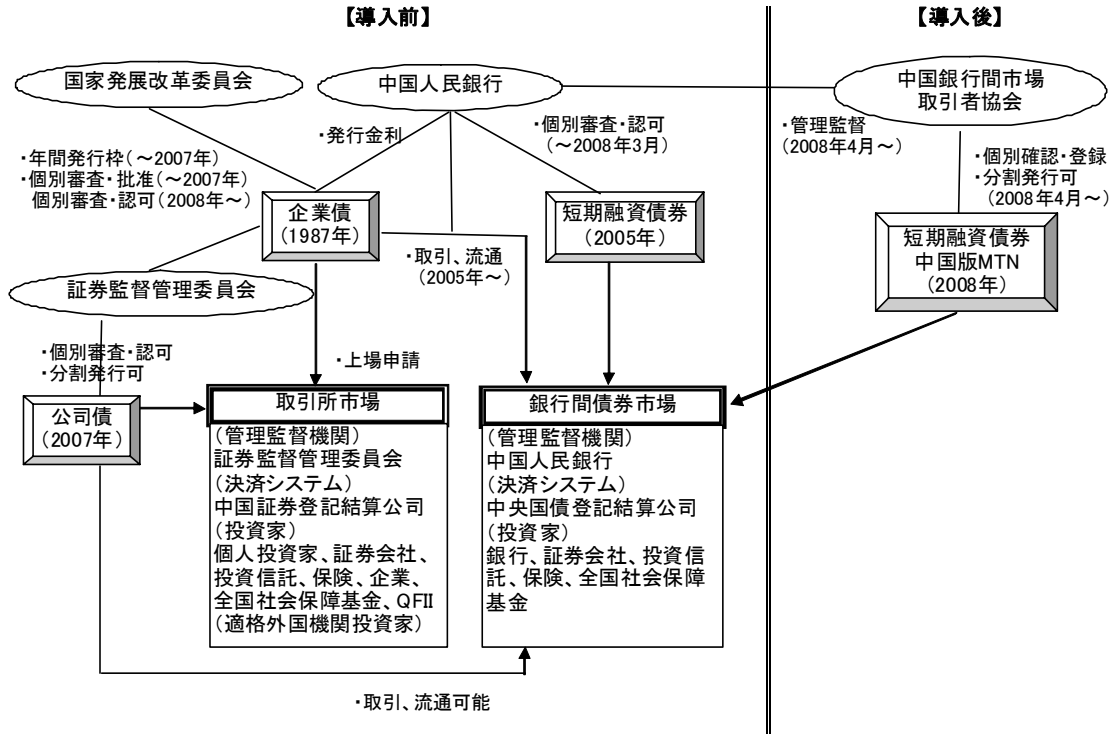 【導入前】
【導入後】
国家発展改革委員会
中国人民銀行
中国銀行間市場
取引者協会
・発行金利
・個別審査・認可
(～2008年3月)
・管理監督
(2008年4月～)
・年間発行枠(～2007年)
・個別審査・批准(～2007年)
個別審査・認可(2008年～)
・個別確認・登録
・分割発行可
(2008年4月～)
企業債
(1987年)
短期融資債券
(2005年)
短期融資債券
中国版MTN
(2008年)
・取引、流通
(2005年～)
証券監督管理委員会
・個別審査・認可
・分割発行可
・上場申請
公司債
(2007年)
取引所市場
(管理監督機関)
証券監督管理委員会
(決済システム)
中国証券登記結算公司
(投資家)
個人投資家、証券会社、
投資信託、保険、企業、
全国社会保障基金、QFII
(適格外国機関投資家)
銀行間債券市場
(管理監督機関)
中国人民銀行
(決済システム)
中央国債登記結算公司
(投資家)
銀行、証券会社、投資信
託、保険、全国社会保障
基金
・取引、流通可能